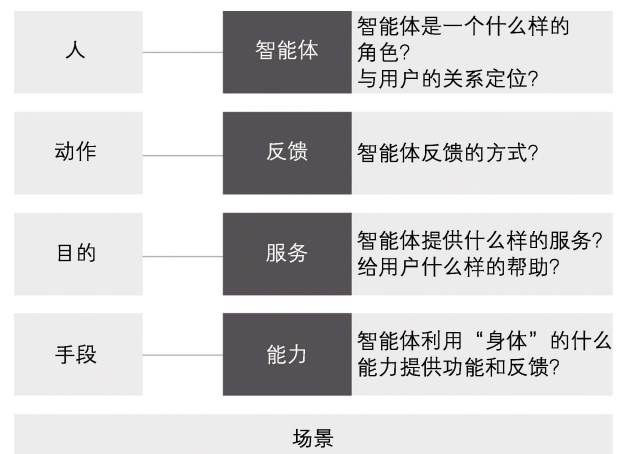 人
智能体
智能体是一个什么样的
角色?
与用户的关系定位?
动作
反馈
智能体反馈的方式?
目的
服务
智能体提供什么样的服务?
给用户什么样的帮助?
手段
能力
智能体利用“身体”的什么
能力提供功能和反馈?
场景